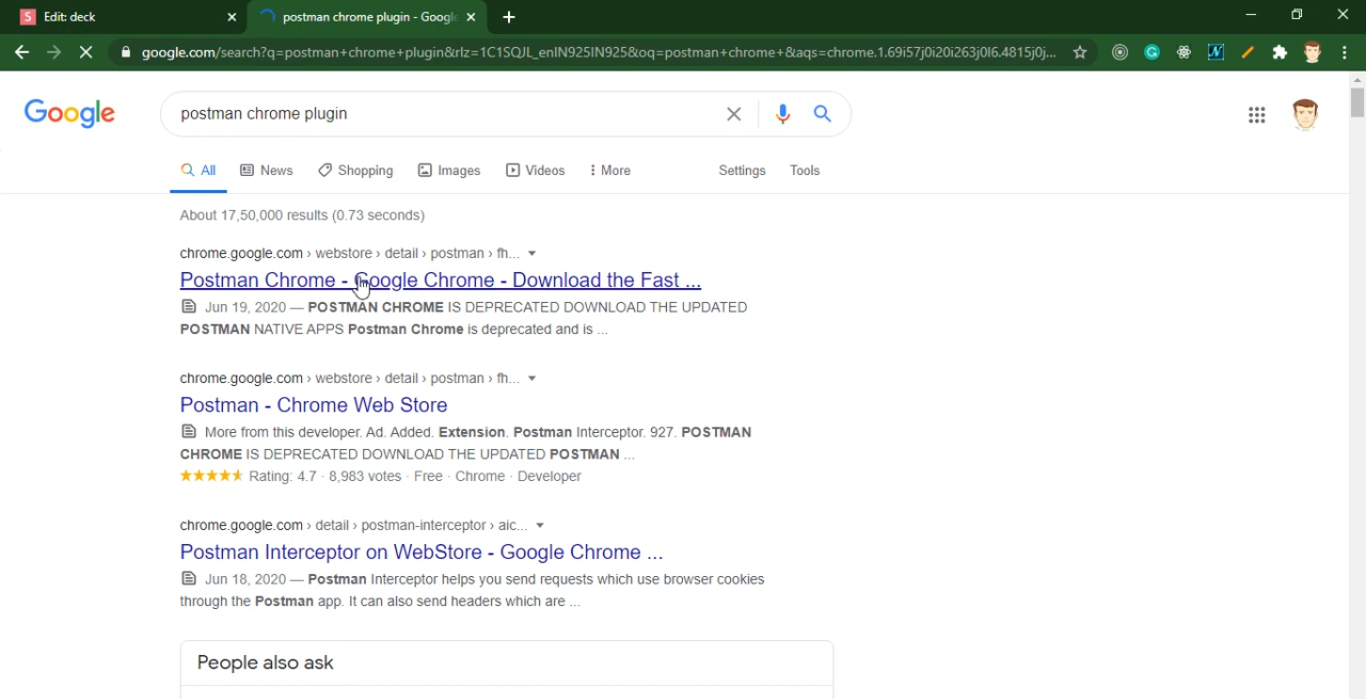 Edit: deck
postman chrome plugin - Googl
google.com/search?q=postman+chrome+plugin&rlz=1C1SQJL_enIN925IN925&oq=postman+chrome+&aqs=chrome.1.69i57j0i20i263j0l6.4815j0j...
Google
postman chrome plugin
All News Shopping Images Videos More Settings Tools
About 17,50,000 results (0.73 seconds)
chrome.google.com › webstore › detail › postman › fh...
Postman Chrome - Google Chrome - Download the Fast ...
Jun 19, 2020 — POSTMAN CHROME IS DEPRECATED DOWNLOAD THE UPDATED
POSTMAN NATIVE APPS Postman Chrome is deprecated and is ...
chrome.google.com › webstore › detail › postman › fh...
Postman - Chrome Web Store
More from this developer. Ad. Added. Extension. Postman Interceptor. 927. POSTMAN
CHROME IS DEPRECATED DOWNLOAD THE UPDATED POSTMAN ...
Rating: 4.7 · 8,983 votes · Free · Chrome · Developer
chrome.google.com › detail › postman-interceptor › aic...
Postman Interceptor on WebStore - Google Chrome ...
Jun 18, 2020 — Postman Interceptor helps you send requests which use browser cookies
through the Postman app. It can also send headers which are ...
People also ask